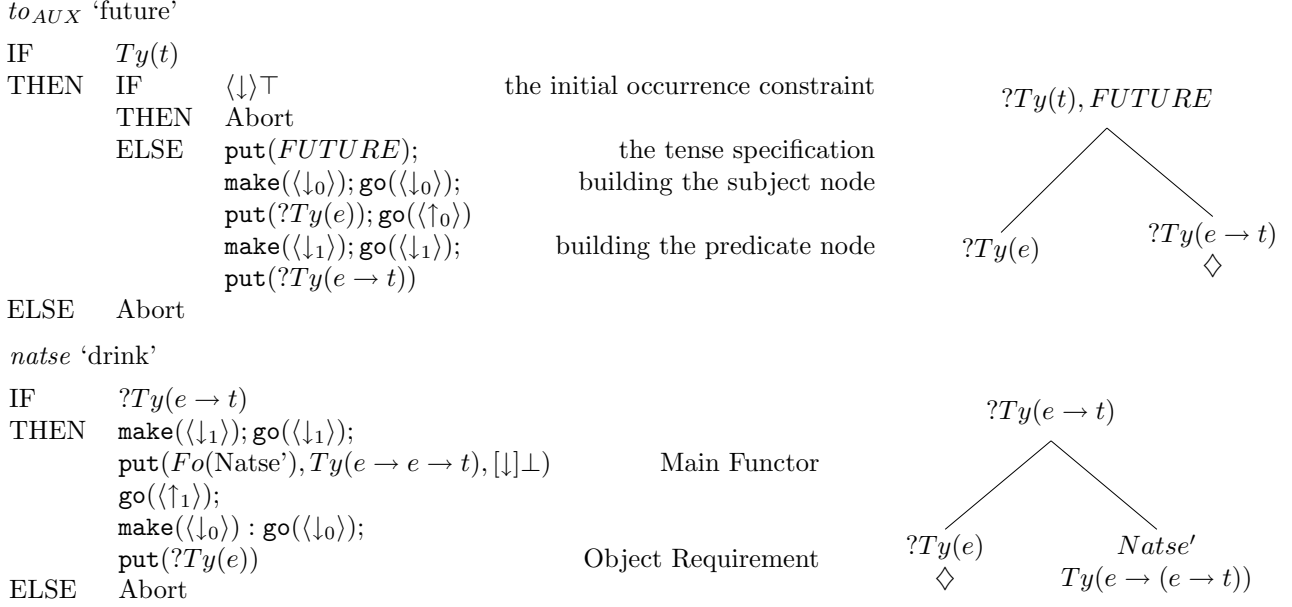 to_AUX ‘future’
IF Ty(t)
THEN IF ⟨↓⟩⊤ the initial occurrence constraint
THEN Abort
ELSE put(FUTURE); the tense specification
make(⟨↓₀⟩); go(⟨↓₀⟩); building the subject node
put(?Ty(e)); go(⟨↑₀⟩)
make(⟨↓₁⟩); go(⟨↓₁⟩); building the predicate node
put(?Ty(e → t))
ELSE Abort
?Ty(t), FUTURE
?Ty(e) ?Ty(e → t)
♢
natse ‘drink’
IF ?Ty(e → t)
THEN make(⟨↓₁⟩); go(⟨↓₁⟩);
put(Fo(Natse’), Ty(e → e → t), [↓]⊥) Main Functor
go(⟨↑₁⟩);
make(⟨↓₀⟩) : go(⟨↓₀⟩);
put(?Ty(e)) Object Requirement
ELSE Abort
?Ty(e → t)
?Ty(e) Natse′
♢ Ty(e → (e → t))